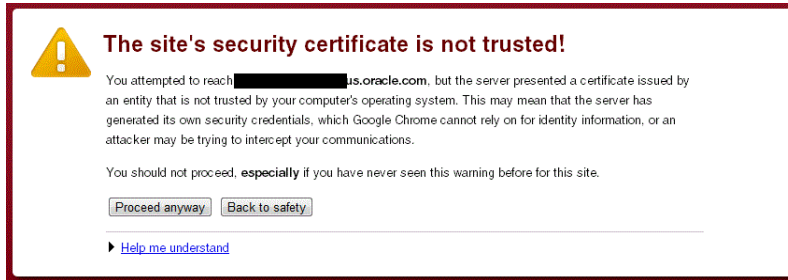 The site's security certificate is not trusted!
You attempted to reach us.oracle.com, but the server presented a certificate issued by
an entity that is not trusted by your computer's operating system. This may mean that the server has
generated its own security credentials, which Google Chrome cannot rely on for identity information, or an
attacker may be trying to intercept your communications.
You should not proceed, especially if you have never seen this warning before for this site.
Proceed anyway Back to safety
Help me understand